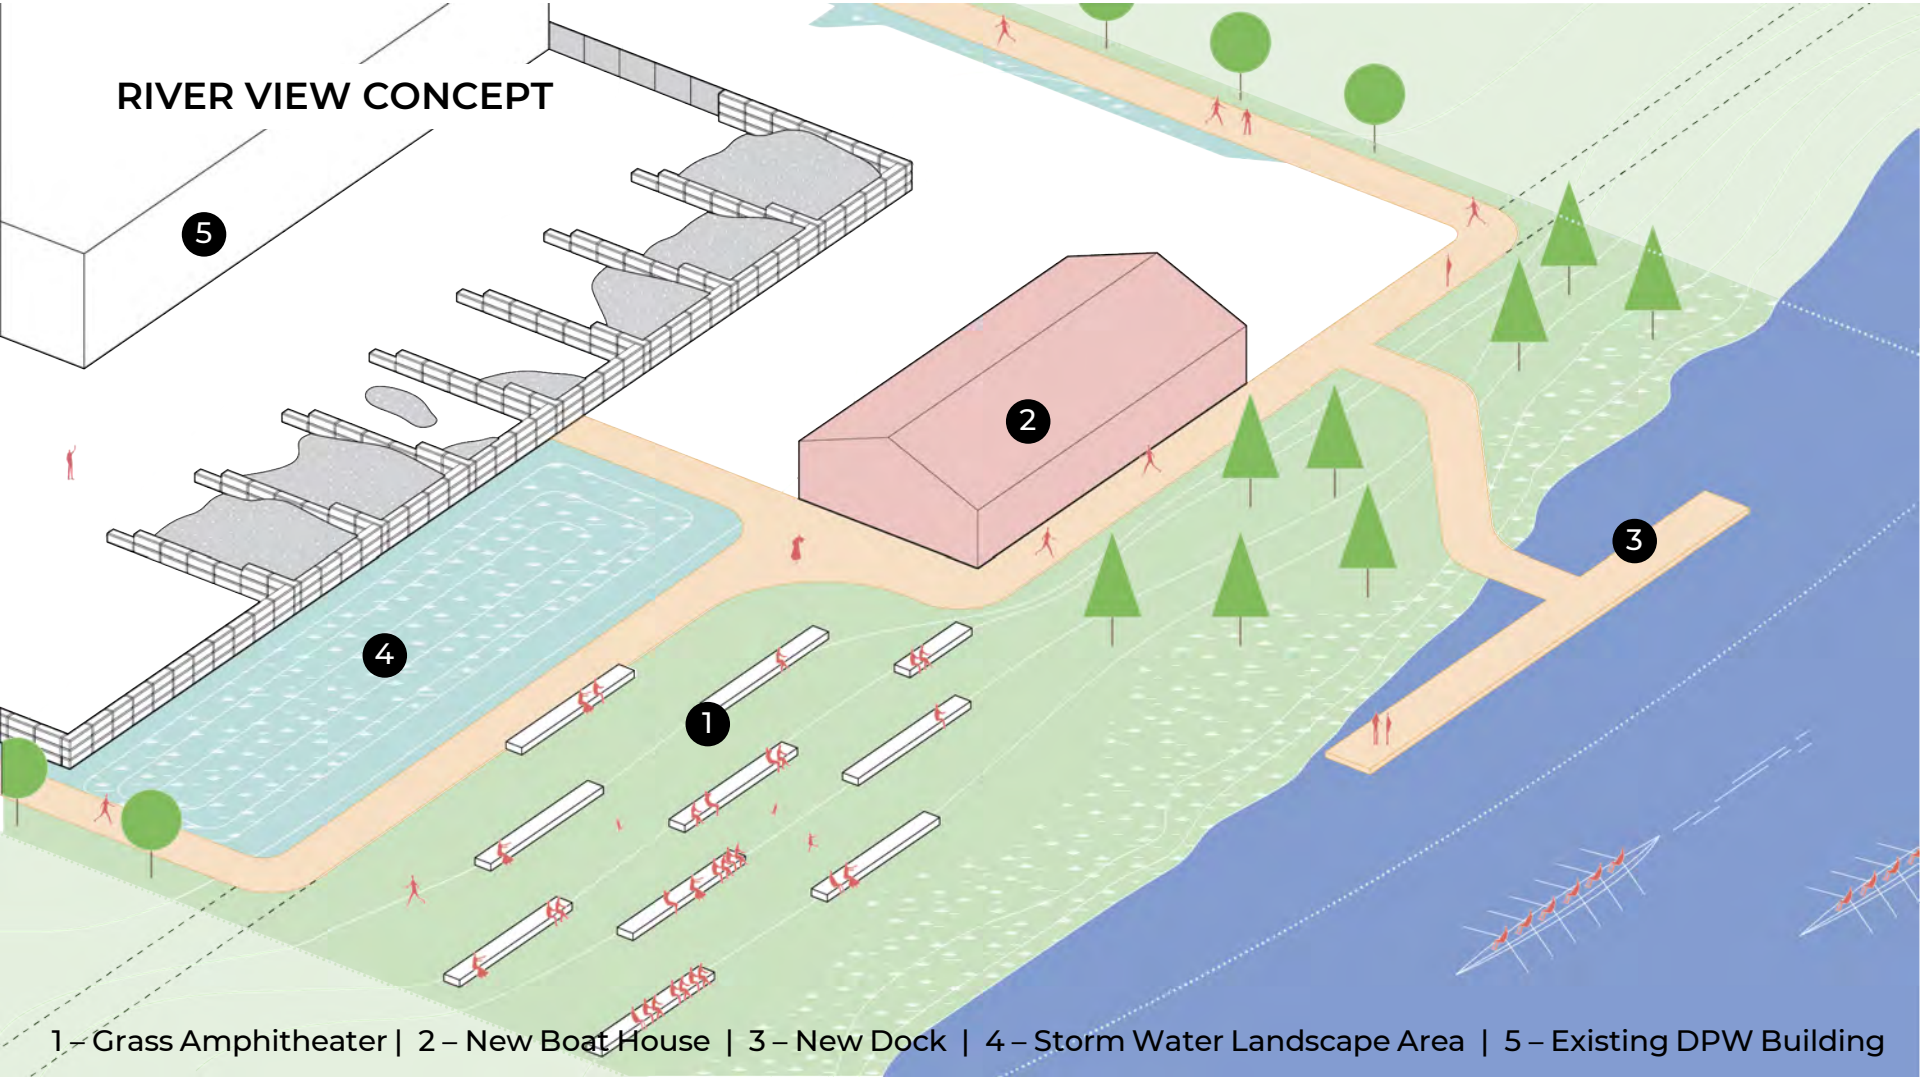 RIVER VIEW CONCEPT
5
2
3
4
1
1 – Grass Amphitheater | 2 – New Boat House | 3 – New Dock | 4 – Storm Water Landscape Area | 5 – Existing DPW Building